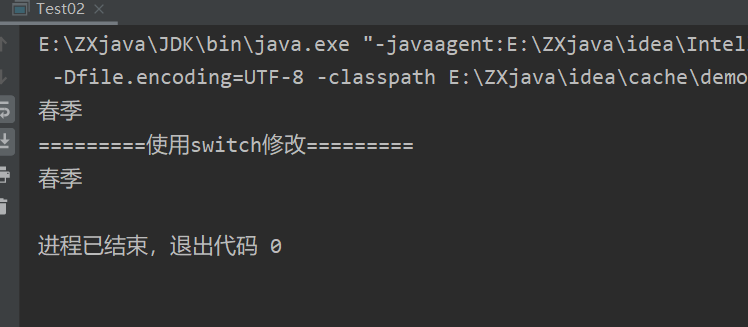 Test02
E:\ZXjava\JDK\bin\java.exe "-javaagent:E:\ZXjava\idea\Intel
-Dfile.encoding=UTF-8 -classpath E:\ZXjava\idea\cache\demo
春季
=========使用switch修改=========
春季
进程已结束，退出代码 0